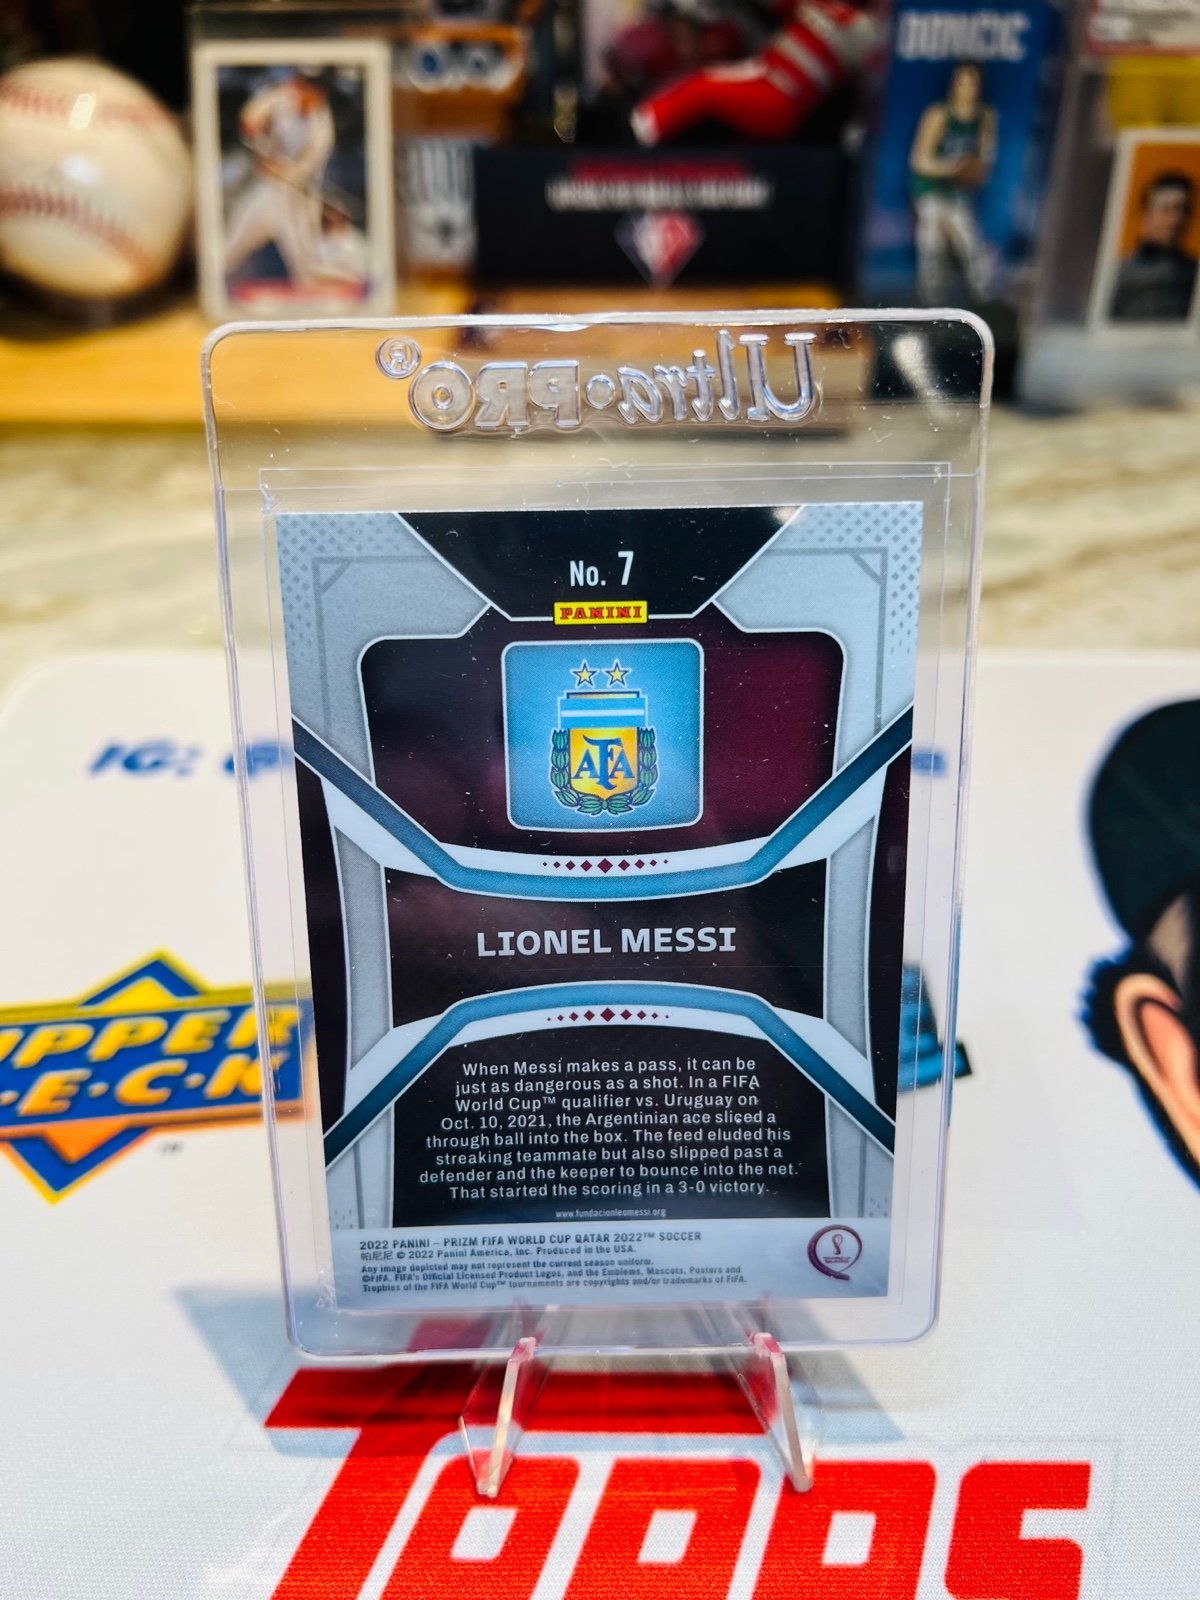 DONCIC
Ultra•PRO®
No. 7
PANINI
AFA
IG: @
LIONEL MESSI
UPPER
D·E·C·K
™
When Messi makes a pass, it can be
just as dangerous as a shot. In a FIFA
World Cup™ qualifier vs. Uruguay on
Oct. 10, 2021, the Argentinian ace sliced a
through ball into the box. The feed eluded his
streaking teammate but also slipped past a
defender and the keeper to bounce into the net.
That started the scoring in a 3-0 victory.
www.fundacionleomessi.org
2022 PANINI – PRIZM FIFA WORLD CUP QATAR 2022™ SOCCER
帕尼尼 © 2022 Panini America, Inc. Produced in the USA.
Any image depicted may not represent the current season uniform.
©FIFA, FIFA's Official Licensed Product Logos, and the Emblems, Mascots, Posters and
Trophies of the FIFA World Cup™ tournaments are copyrights and/or trademarks of FIFA.
TOPPS